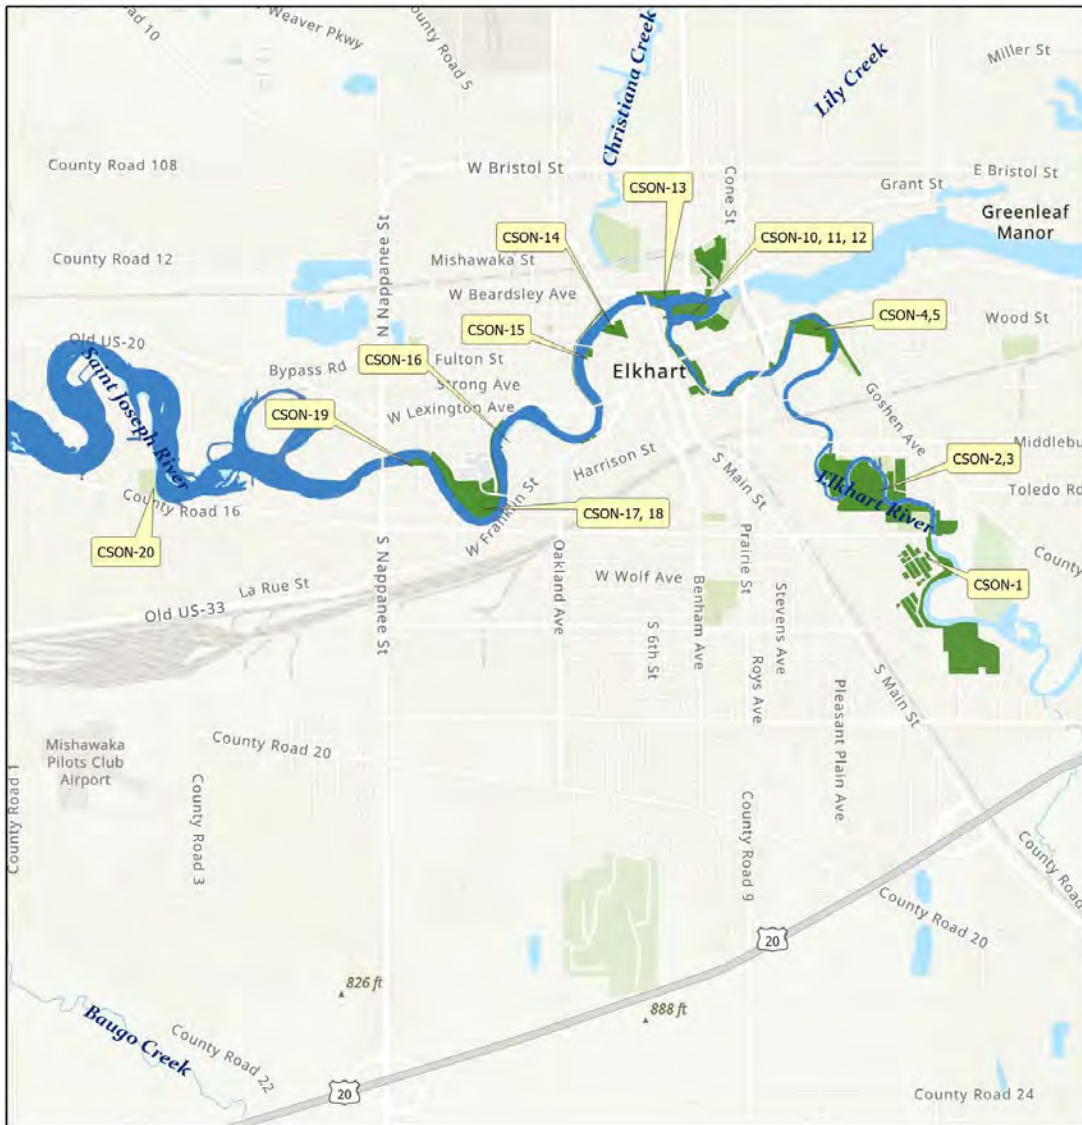 Weaver Pkwy
County Road 5
ad 10
Christiana Creek
Lily Creek
Miller St
County Road 108
W Bristol St
E Bristol St
Cone St
Grant St
CSON-13
Greenleaf
Manor
CSON-14
CSON-10, 11, 12
N Nappanee St
County Road 12
Mishawaka St
W Beardsley Ave
CSON-4,5
Wood St
CSON-15
Old US-20
CSON-16
Fulton St
Bypass Rd
Elkhart
Strong Ave
Saint Joseph River
CSON-19
W Lexington Ave
Goshen Ave
Harrison St
Middlebu
CSON-2,3
S Main St
Toledo Rd
Elkhart River
County Road 16
CSON-17, 18
W Franklin St
CSON-20
County
La Rue St
S Nappanee St
Oakland Ave
W Wolf Ave
Prairie St
CSON-1
Old US-33
Benham Ave
Stevens Ave
S 6th St
Roys Ave
S Main St
Pleasant Plain Ave
Mishawaka
Pilots Club
Airport
County Road 20
County Road 1
County Road 3
County Road 9
County Road
County Road 20
20
826 ft
888 ft
Baugo Creek
County Road 22
20
County Road 24